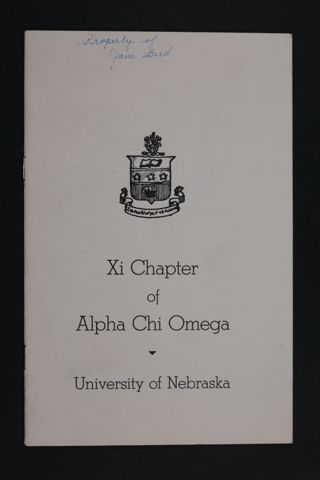 Property of
Jane Bird
Xi Chapter
of
Alpha Chi Omega
University of Nebraska